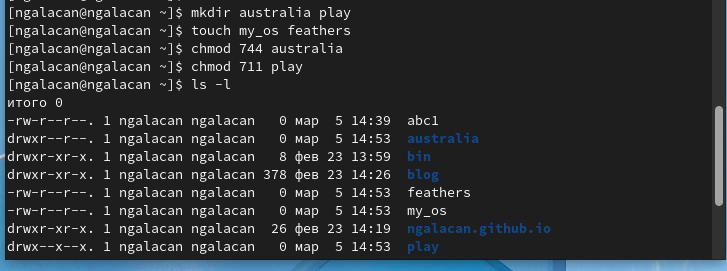 [ngalacan@ngalacan ~]$ mkdir australia play
[ngalacan@ngalacan ~]$ touch my_os feathers
[ngalacan@ngalacan ~]$ chmod 744 australia
[ngalacan@ngalacan ~]$ chmod 711 play
[ngalacan@ngalacan ~]$ ls -l
итого 0
-rw-r--r--. 1 ngalacan ngalacan   0 мар  5 14:39 abc1
drwxr--r--. 1 ngalacan ngalacan   0 мар  5 14:53 australia
drwxr-xr-x. 1 ngalacan ngalacan   8 фев 23 13:59 bin
drwxr-xr-x. 1 ngalacan ngalacan 378 фев 23 14:26 blog
-rw-r--r--. 1 ngalacan ngalacan   0 мар  5 14:53 feathers
-rw-r--r--. 1 ngalacan ngalacan   0 мар  5 14:53 my_os
drwxr-xr-x. 1 ngalacan ngalacan  26 фев 23 14:19 ngalacan.github.io
drwx--x--x. 1 ngalacan ngalacan   0 мар  5 14:53 play